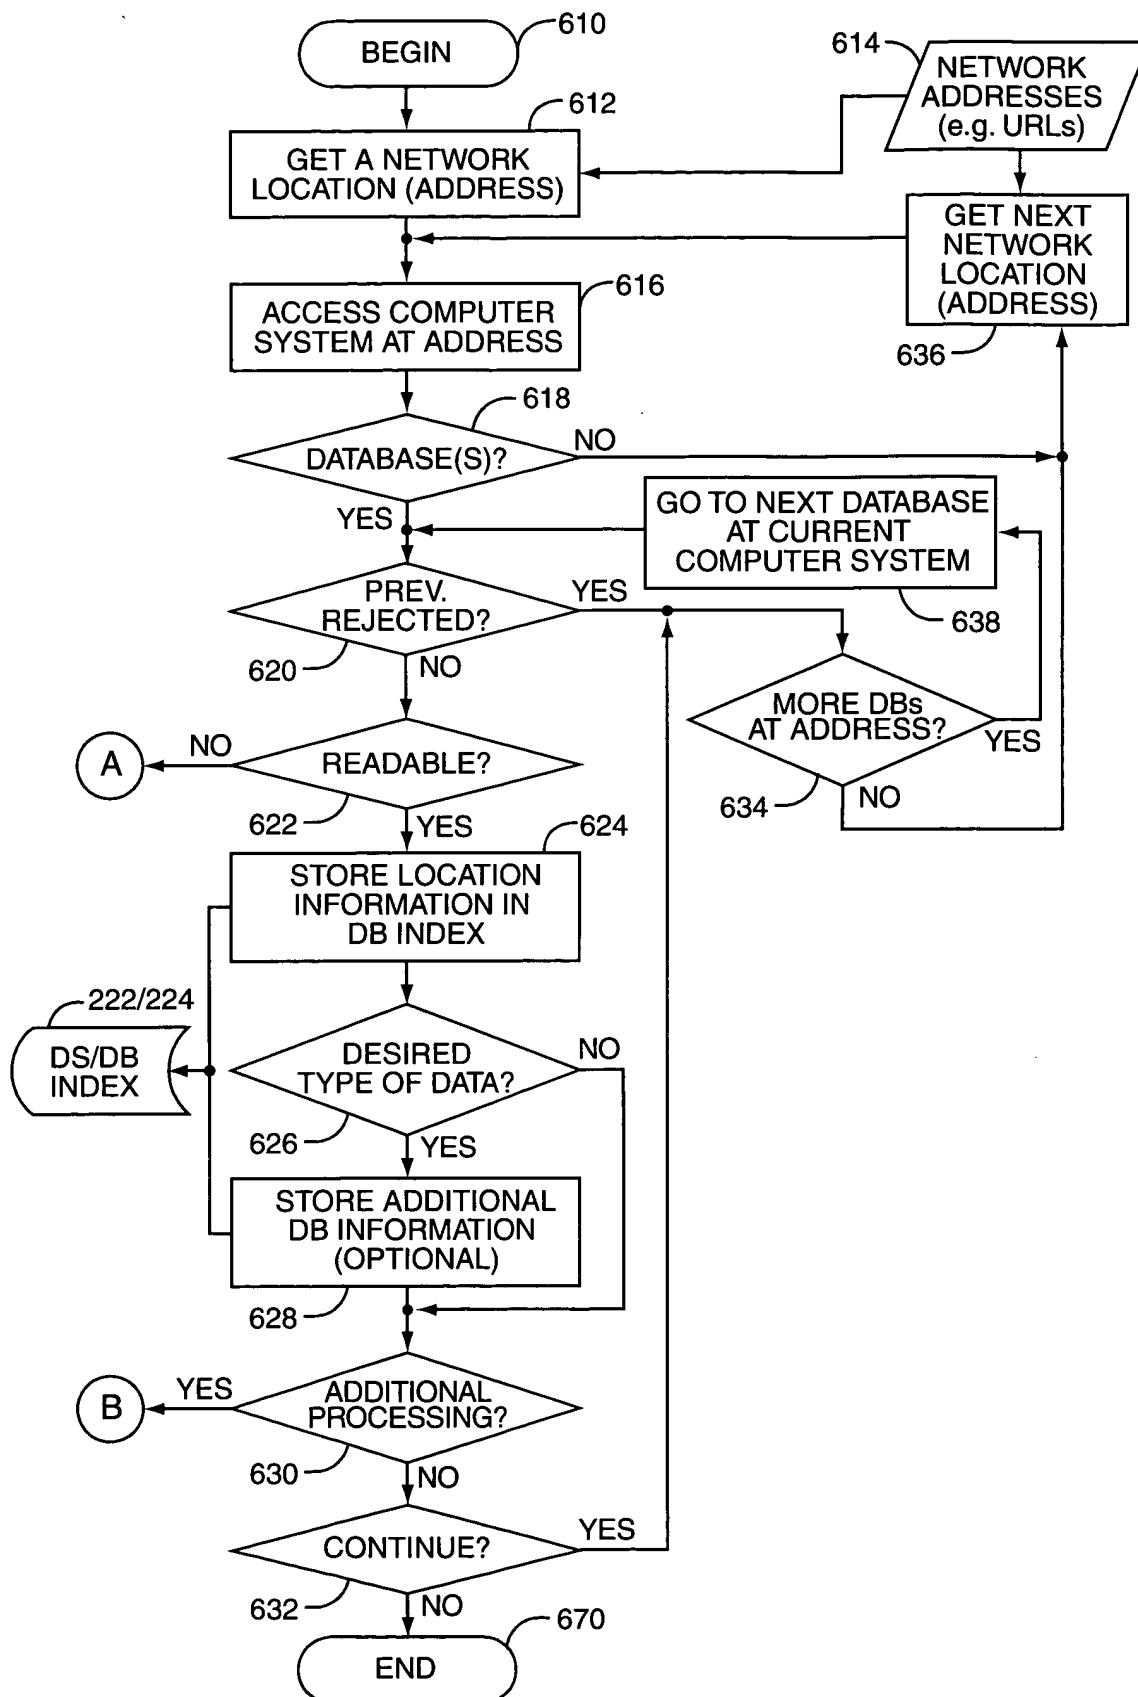 BEGIN
610
614
NETWORK
ADDRESSES
(e.g. URLs)
612
GET A NETWORK
LOCATION (ADDRESS)
GET NEXT
NETWORK
LOCATION
(ADDRESS)
636
616
ACCESS COMPUTER
SYSTEM AT ADDRESS
618
DATABASE(S)?
NO
YES
GO TO NEXT DATABASE
AT CURRENT
COMPUTER SYSTEM
638
PREV.
REJECTED?
YES
620
NO
MORE DBs
AT ADDRESS?
YES
634
NO
A
NO
READABLE?
622
YES
624
STORE LOCATION
INFORMATION IN
DB INDEX
222/224
DS/DB
INDEX
DESIRED
TYPE OF DATA?
NO
626
YES
STORE ADDITIONAL
DB INFORMATION
(OPTIONAL)
628
B
YES
ADDITIONAL
PROCESSING?
630
NO
CONTINUE?
YES
632
NO
670
END